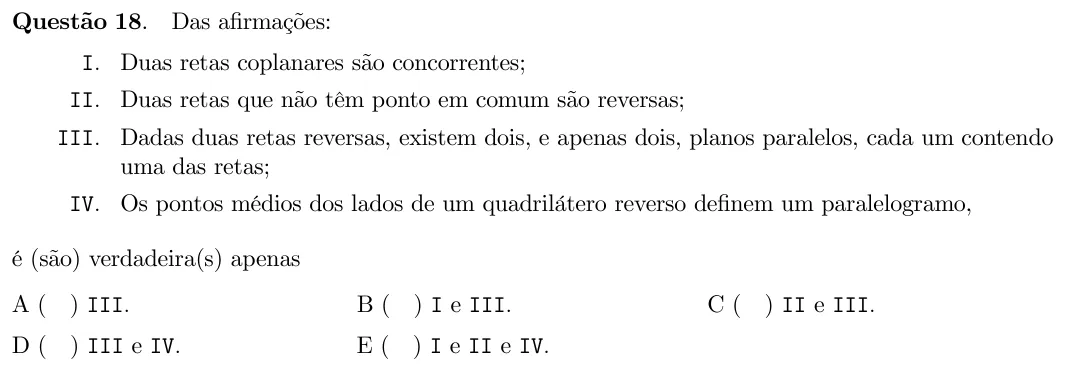 Questão 18. Das afirmações:
I. Duas retas coplanares são concorrentes;
II. Duas retas que não têm ponto em comum são reversas;
III. Dadas duas retas reversas, existem dois, e apenas dois, planos paralelos, cada um contendo
uma das retas;
IV. Os pontos médios dos lados de um quadrilátero reverso definem um paralelogramo,
é (são) verdadeira(s) apenas
A ( ) III. B ( ) I e III. C ( ) II e III.
D ( ) III e IV. E ( ) I e II e IV.